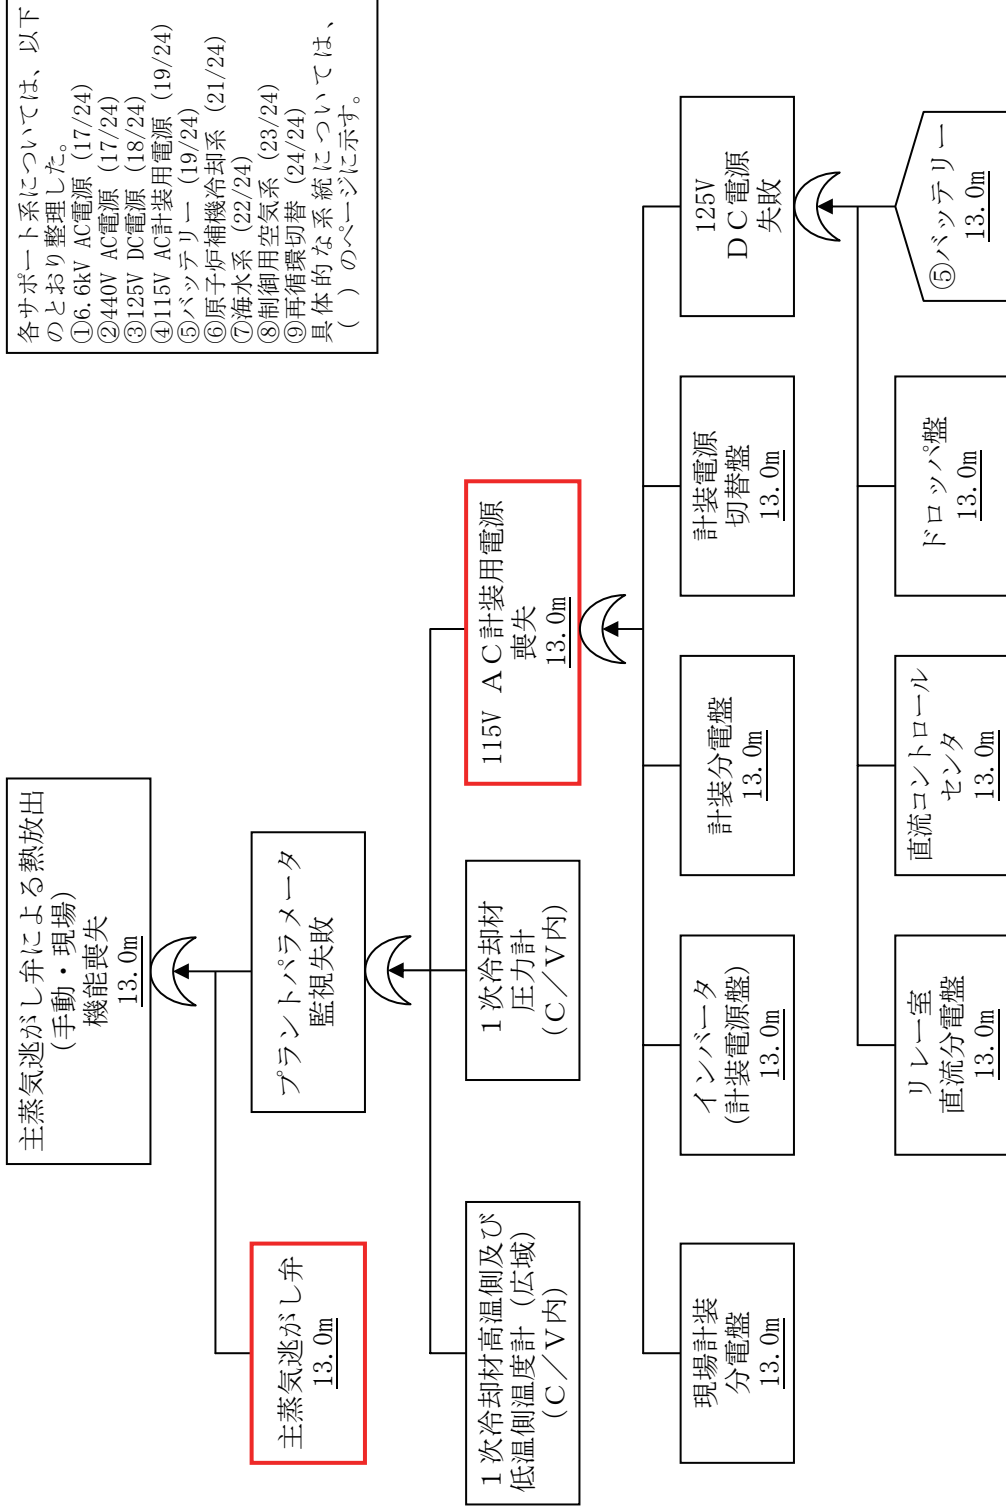 各サポート系については、以下
のとおり整理した。
①6.6kV AC電源 (17/24)
②440V AC電源 (17/24)
③125V DC電源 (18/24)
④115V AC計装用電源 (19/24)
⑤バッテリー (19/24)
⑥原子炉補機冷却系 (21/24)
⑦海水系 (22/24)
⑧制御用空気系 (23/24)
⑨再循環切替 (24/24)
具体的な系統については、
( )のページに示す。
主蒸気逃がし弁による熱放出
(手動・現場)
機能喪失
13.0m
主蒸気逃がし弁
13.0m
プラントパラメータ
監視失敗
1次冷却材高温側及び
低温側温度計（広域）
(C／V内)
1次冷却材
圧力計
(C／V内)
115V AC計装用電源
喪失
13.0m
現場計装
分電盤
13.0m
インバータ
(計装電源盤)
13.0m
計装分電盤
13.0m
計装電源
切替盤
13.0m
125V
DC電源
失敗
リレー室
直流分電盤
13.0m
直流コントロール
センタ
13.0m
ドロッパ盤
13.0m
⑤バッテリー
13.0m